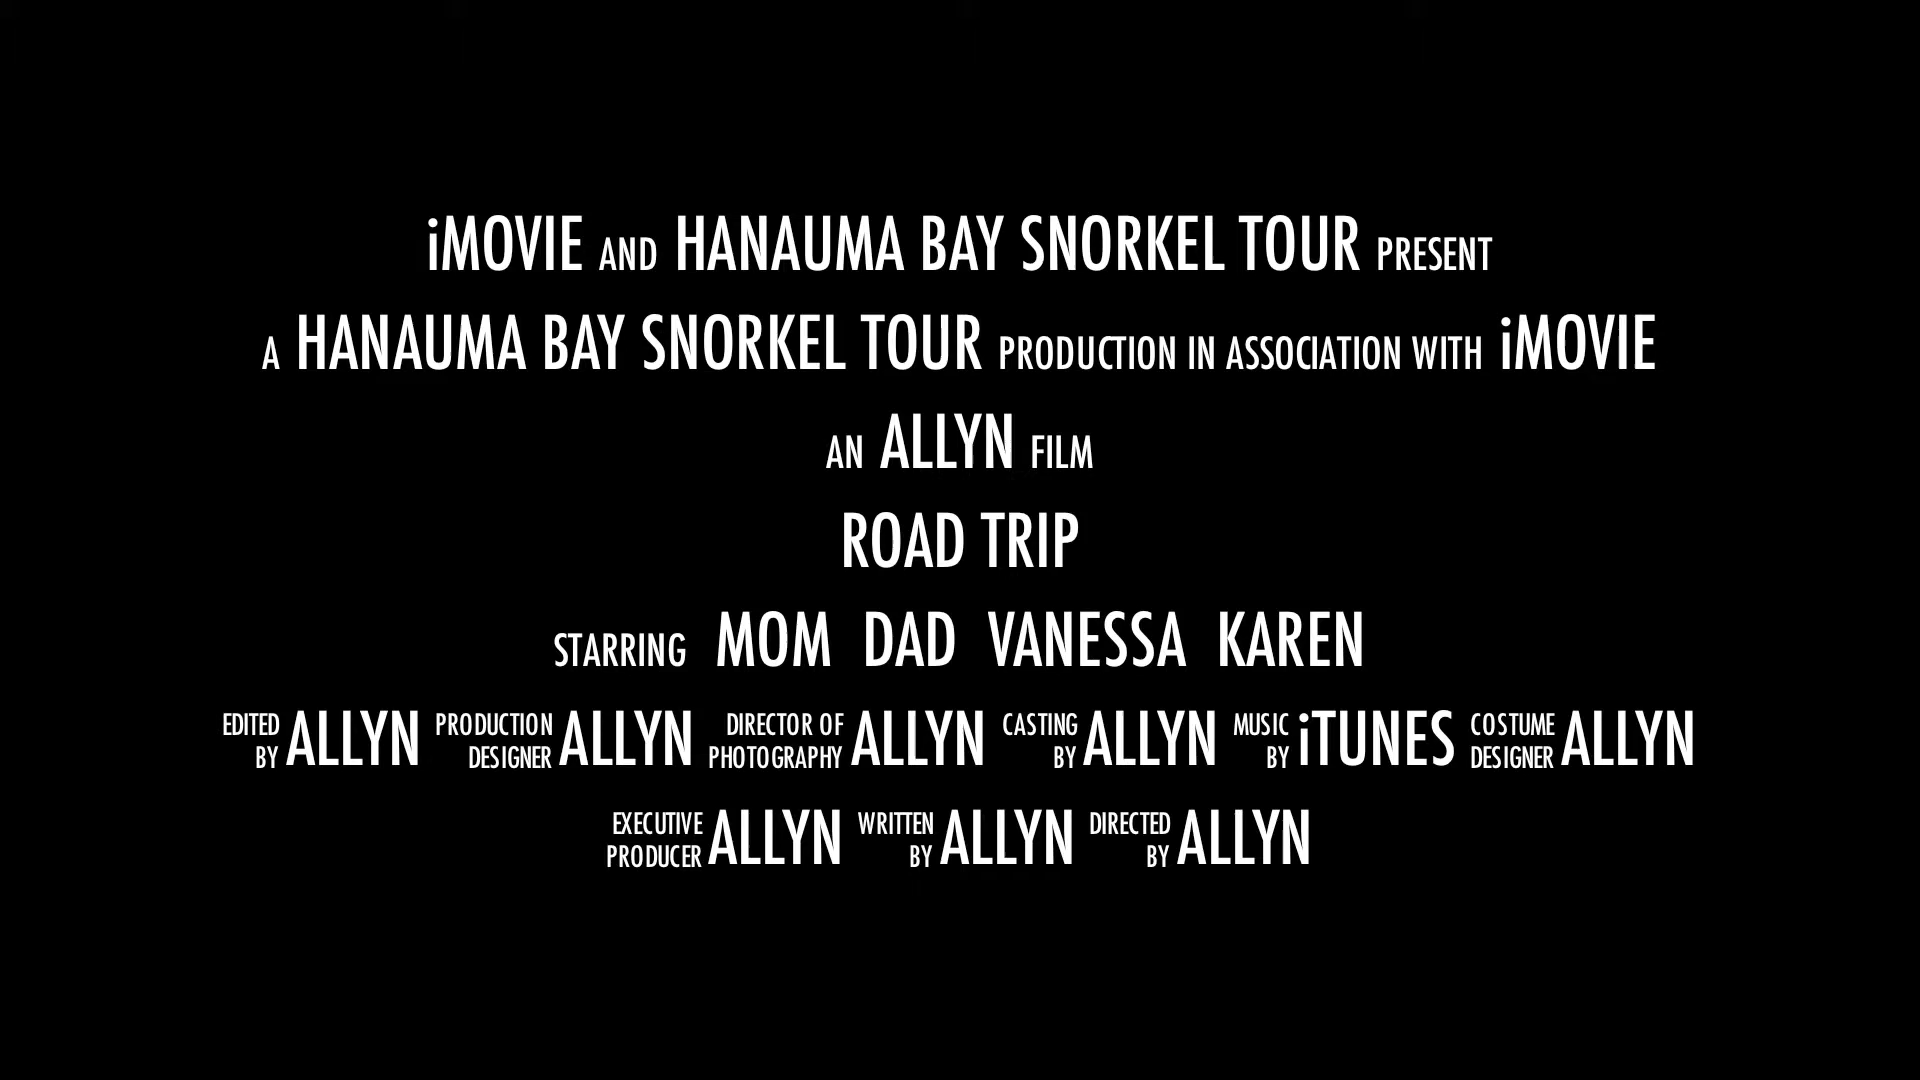 iMOVIE AND HANAUMA BAY SNORKEL TOUR PRESENT
A HANAUMA BAY SNORKEL TOUR PRODUCTION IN ASSOCIATION WITH iMOVIE
AN ALLYN FILM
ROAD TRIP
STARRING MOM DAD VANESSA KAREN
EDITED BY ALLYN PRODUCTION DESIGNER ALLYN DIRECTOR OF PHOTOGRAPHY ALLYN CASTING BY ALLYN MUSIC BY iTUNES COSTUME DESIGNER ALLYN
EXECUTIVE PRODUCER ALLYN WRITTEN BY ALLYN DIRECTED BY ALLYN